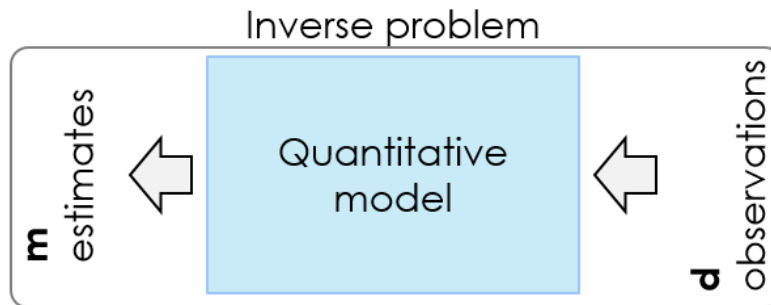 Inverse problem
m
estimates
Quantitative
model
d
observations